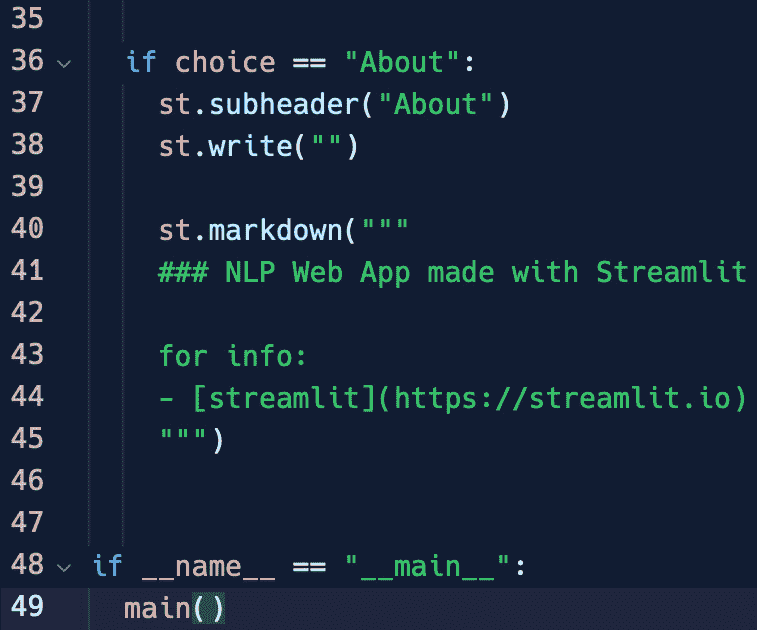 35
36 if choice == "About":
37 st.subheader("About")
38 st.write("")
39
40 st.markdown("""
41 ### NLP Web App made with Streamlit
42
43 for info:
44 - [streamlit](https://streamlit.io)
45 """)
46
47
48 if __name__ == "__main__":
49 main()